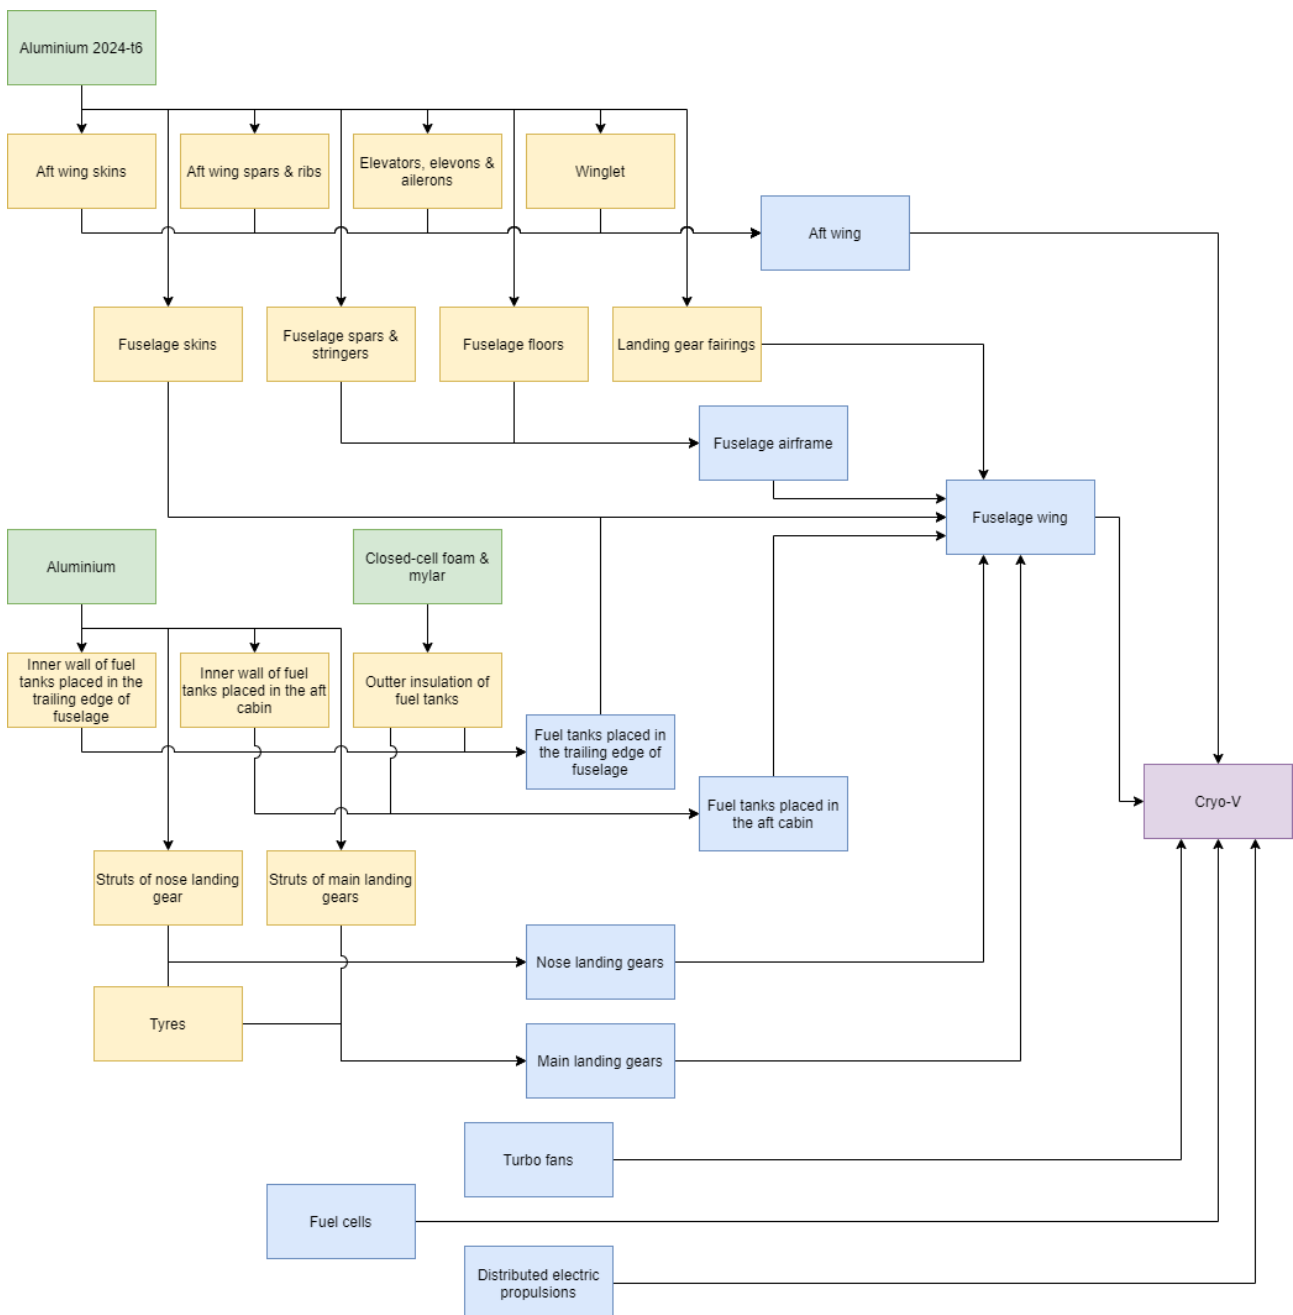 Aluminium 2024-t6
Aft wing skins
Aft wing spars & ribs
Elevators, elevons &
ailerons
Winglet
Aft wing
Fuselage skins
Fuselage spars &
stringers
Fuselage floors
Landing gear fairings
Fuselage airframe
Fuselage wing
Aluminium
Closed-cell foam &
mylar
Inner wall of fuel
tanks placed in the
trailing edge of
fuselage
Inner wall of fuel
tanks placed in the aft
cabin
Outter insulation of
fuel tanks
Fuel tanks placed in
the trailing edge of
fuselage
Fuel tanks placed in
the aft cabin
Cryo-V
Struts of nose landing
gear
Struts of main landing
gears
Nose landing gears
Tyres
Main landing gears
Turbo fans
Fuel cells
Distributed electric
propulsions